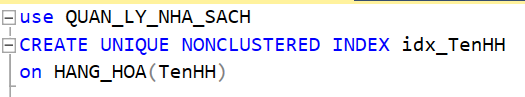 use QUAN_LY_NHA_SACH
CREATE UNIQUE NONCLUSTERED INDEX idx_TenHH
on HANG_HOA(TenHH)